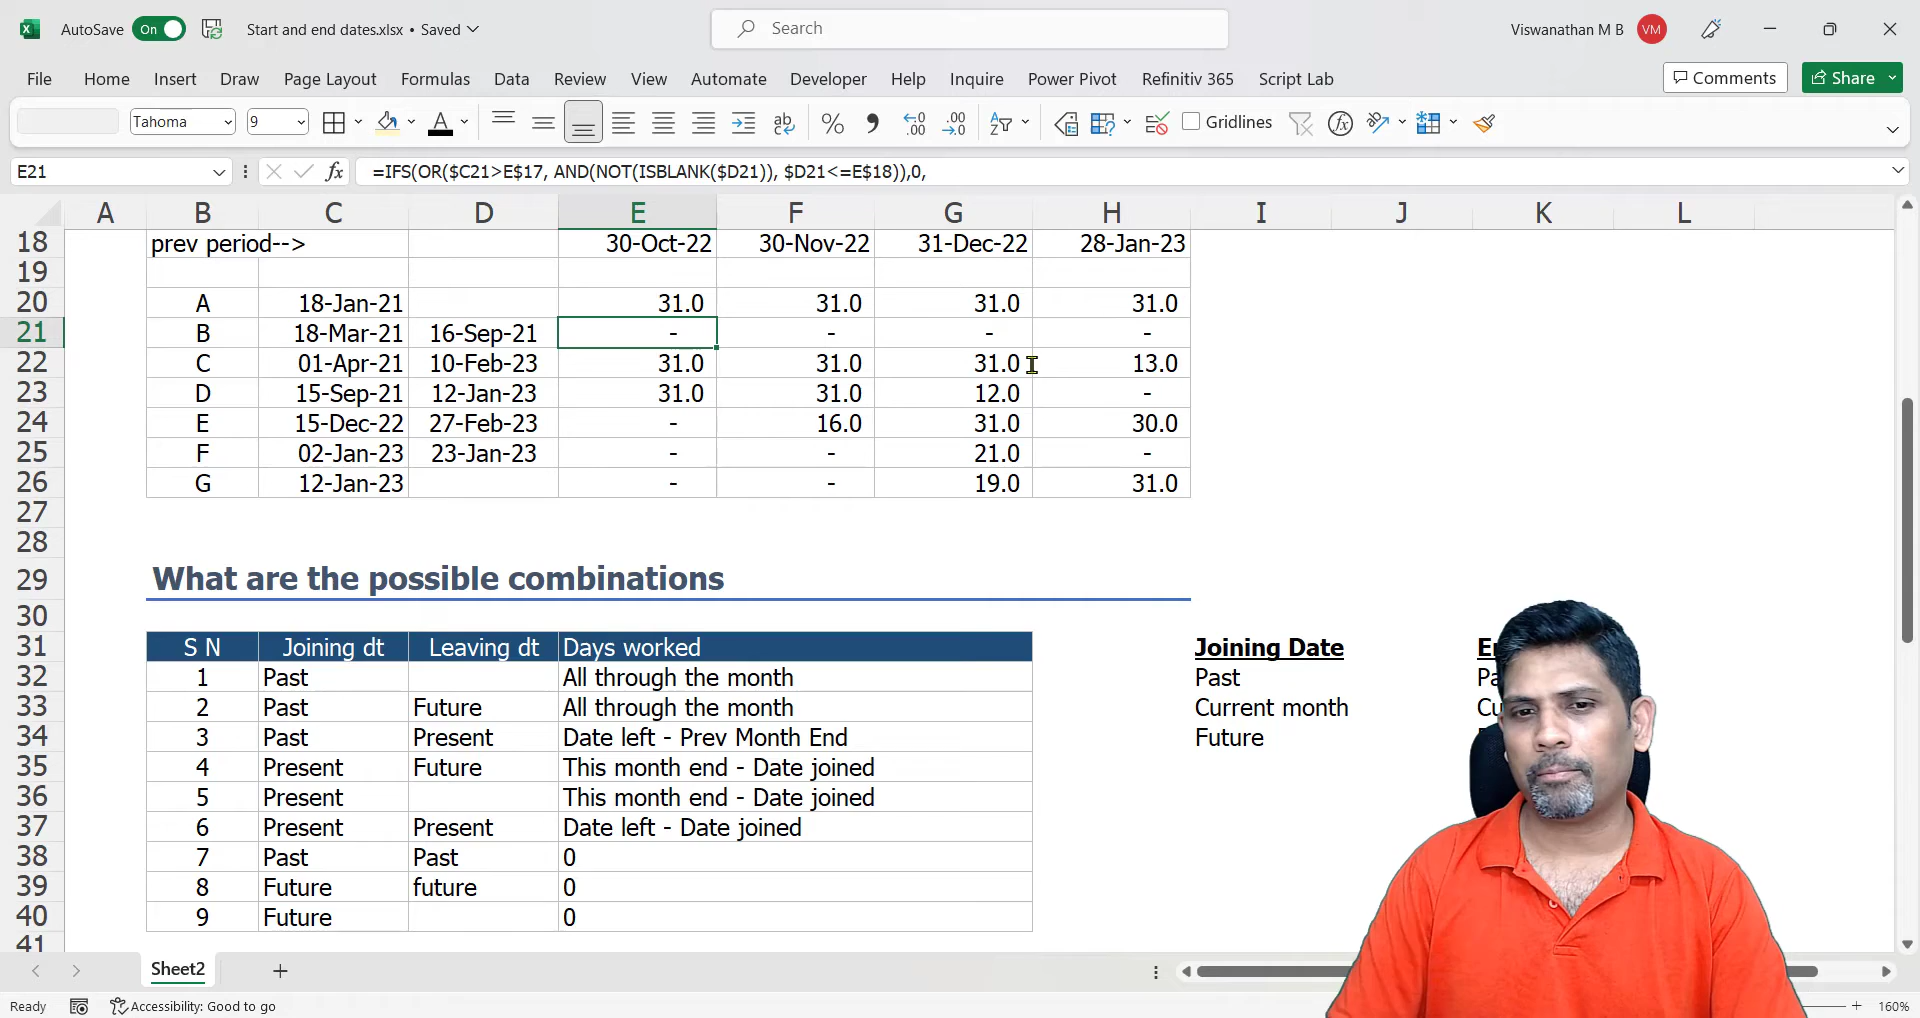 AutoSave On Start and end dates.xlsx • Saved Search Viswanathan M B VM
File Home Insert Draw Page Layout Formulas Data Review View Automate Developer Help Inquire Power Pivot Refinitiv 365 Script Lab Comments Share
Tahoma 9 Gridlines
E21 fx =IFS(OR($C21>E$17, AND(NOT(ISBLANK($D21)), $D21<=E$18)),0,
A B C D E F G H I J K L
18 prev period--> 30-Oct-22 30-Nov-22 31-Dec-22 28-Jan-23
19
20 A 18-Jan-21 31.0 31.0 31.0 31.0
21 B 18-Mar-21 16-Sep-21 - - - -
22 C 01-Apr-21 10-Feb-23 31.0 31.0 31.0 13.0
23 D 15-Sep-21 12-Jan-23 31.0 31.0 12.0 -
24 E 15-Dec-22 27-Feb-23 - 16.0 31.0 30.0
25 F 02-Jan-23 23-Jan-23 - - 21.0 -
26 G 12-Jan-23 - - 19.0 31.0
27
28
29 What are the possible combinations
30
31 S N Joining dt Leaving dt Days worked Joining Date
32 1 Past All through the month Past
33 2 Past Future All through the month Current month
34 3 Past Present Date left - Prev Month End Future
35 4 Present Future This month end - Date joined
36 5 Present This month end - Date joined
37 6 Present Present Date left - Date joined
38 7 Past Past 0
39 8 Future future 0
40 9 Future 0
41
Sheet2
Ready Accessibility: Good to go 160%